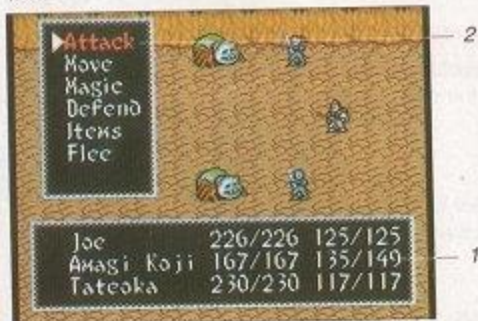 Attack
Move
Magic
Defend
Items
Flee
2
Joe 226/226 125/125
Amagi Koji 167/167 135/149
Tateoka 230/230 117/117
1